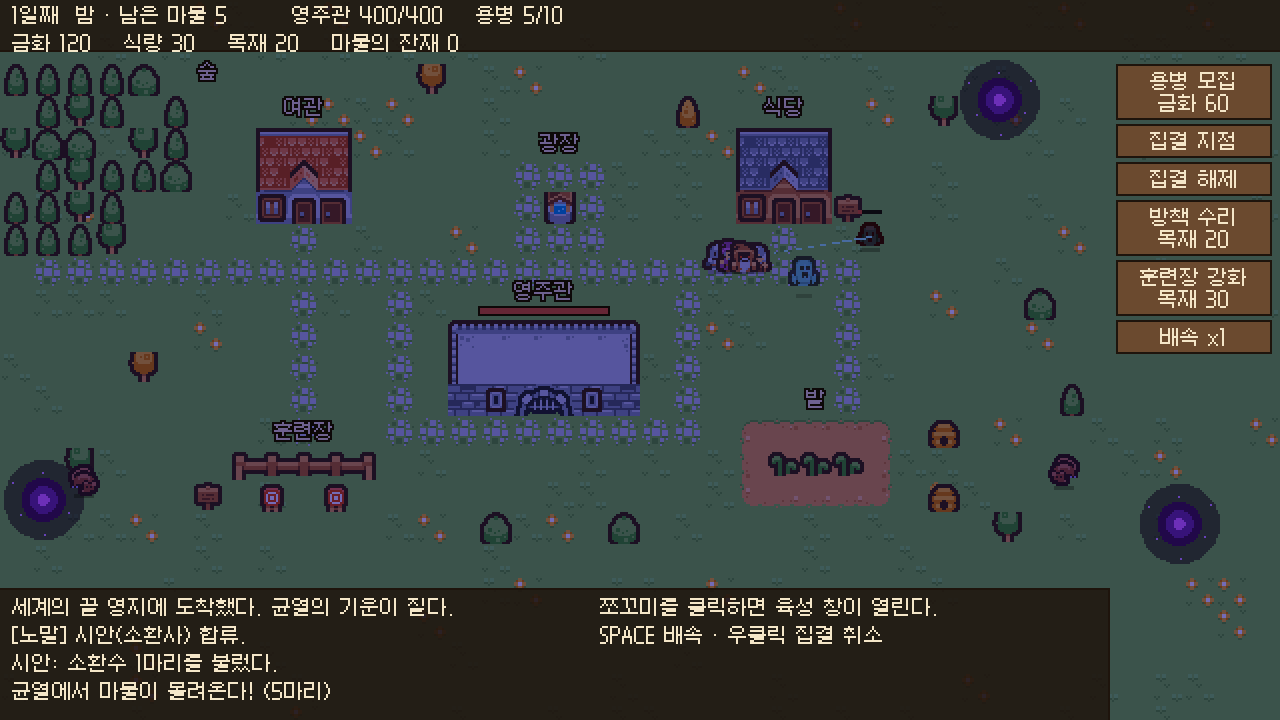 1일째 밤 · 남은 마물 5 영주관 400/400 용병 5/10
금화 120 식량 30 목재 20 마물의 잔재 0
숲
여관
식당
광장
영주관
밭
훈련장
용병 모집
금화 60
집결 지점
집결 해제
방책 수리
목재 20
훈련장 강화
목재 30
배속 x1
세계의 끝 영지에 도착했다. 균열의 기운이 짙다.
[노말] 시안(소환사) 합류.
시안: 소환수 1마리를 불렀다.
균열에서 마물이 몰려온다! (5마리)
쪼꼬미를 클릭하면 육성 창이 열린다.
SPACE 배속 · 우클릭 집결 취소